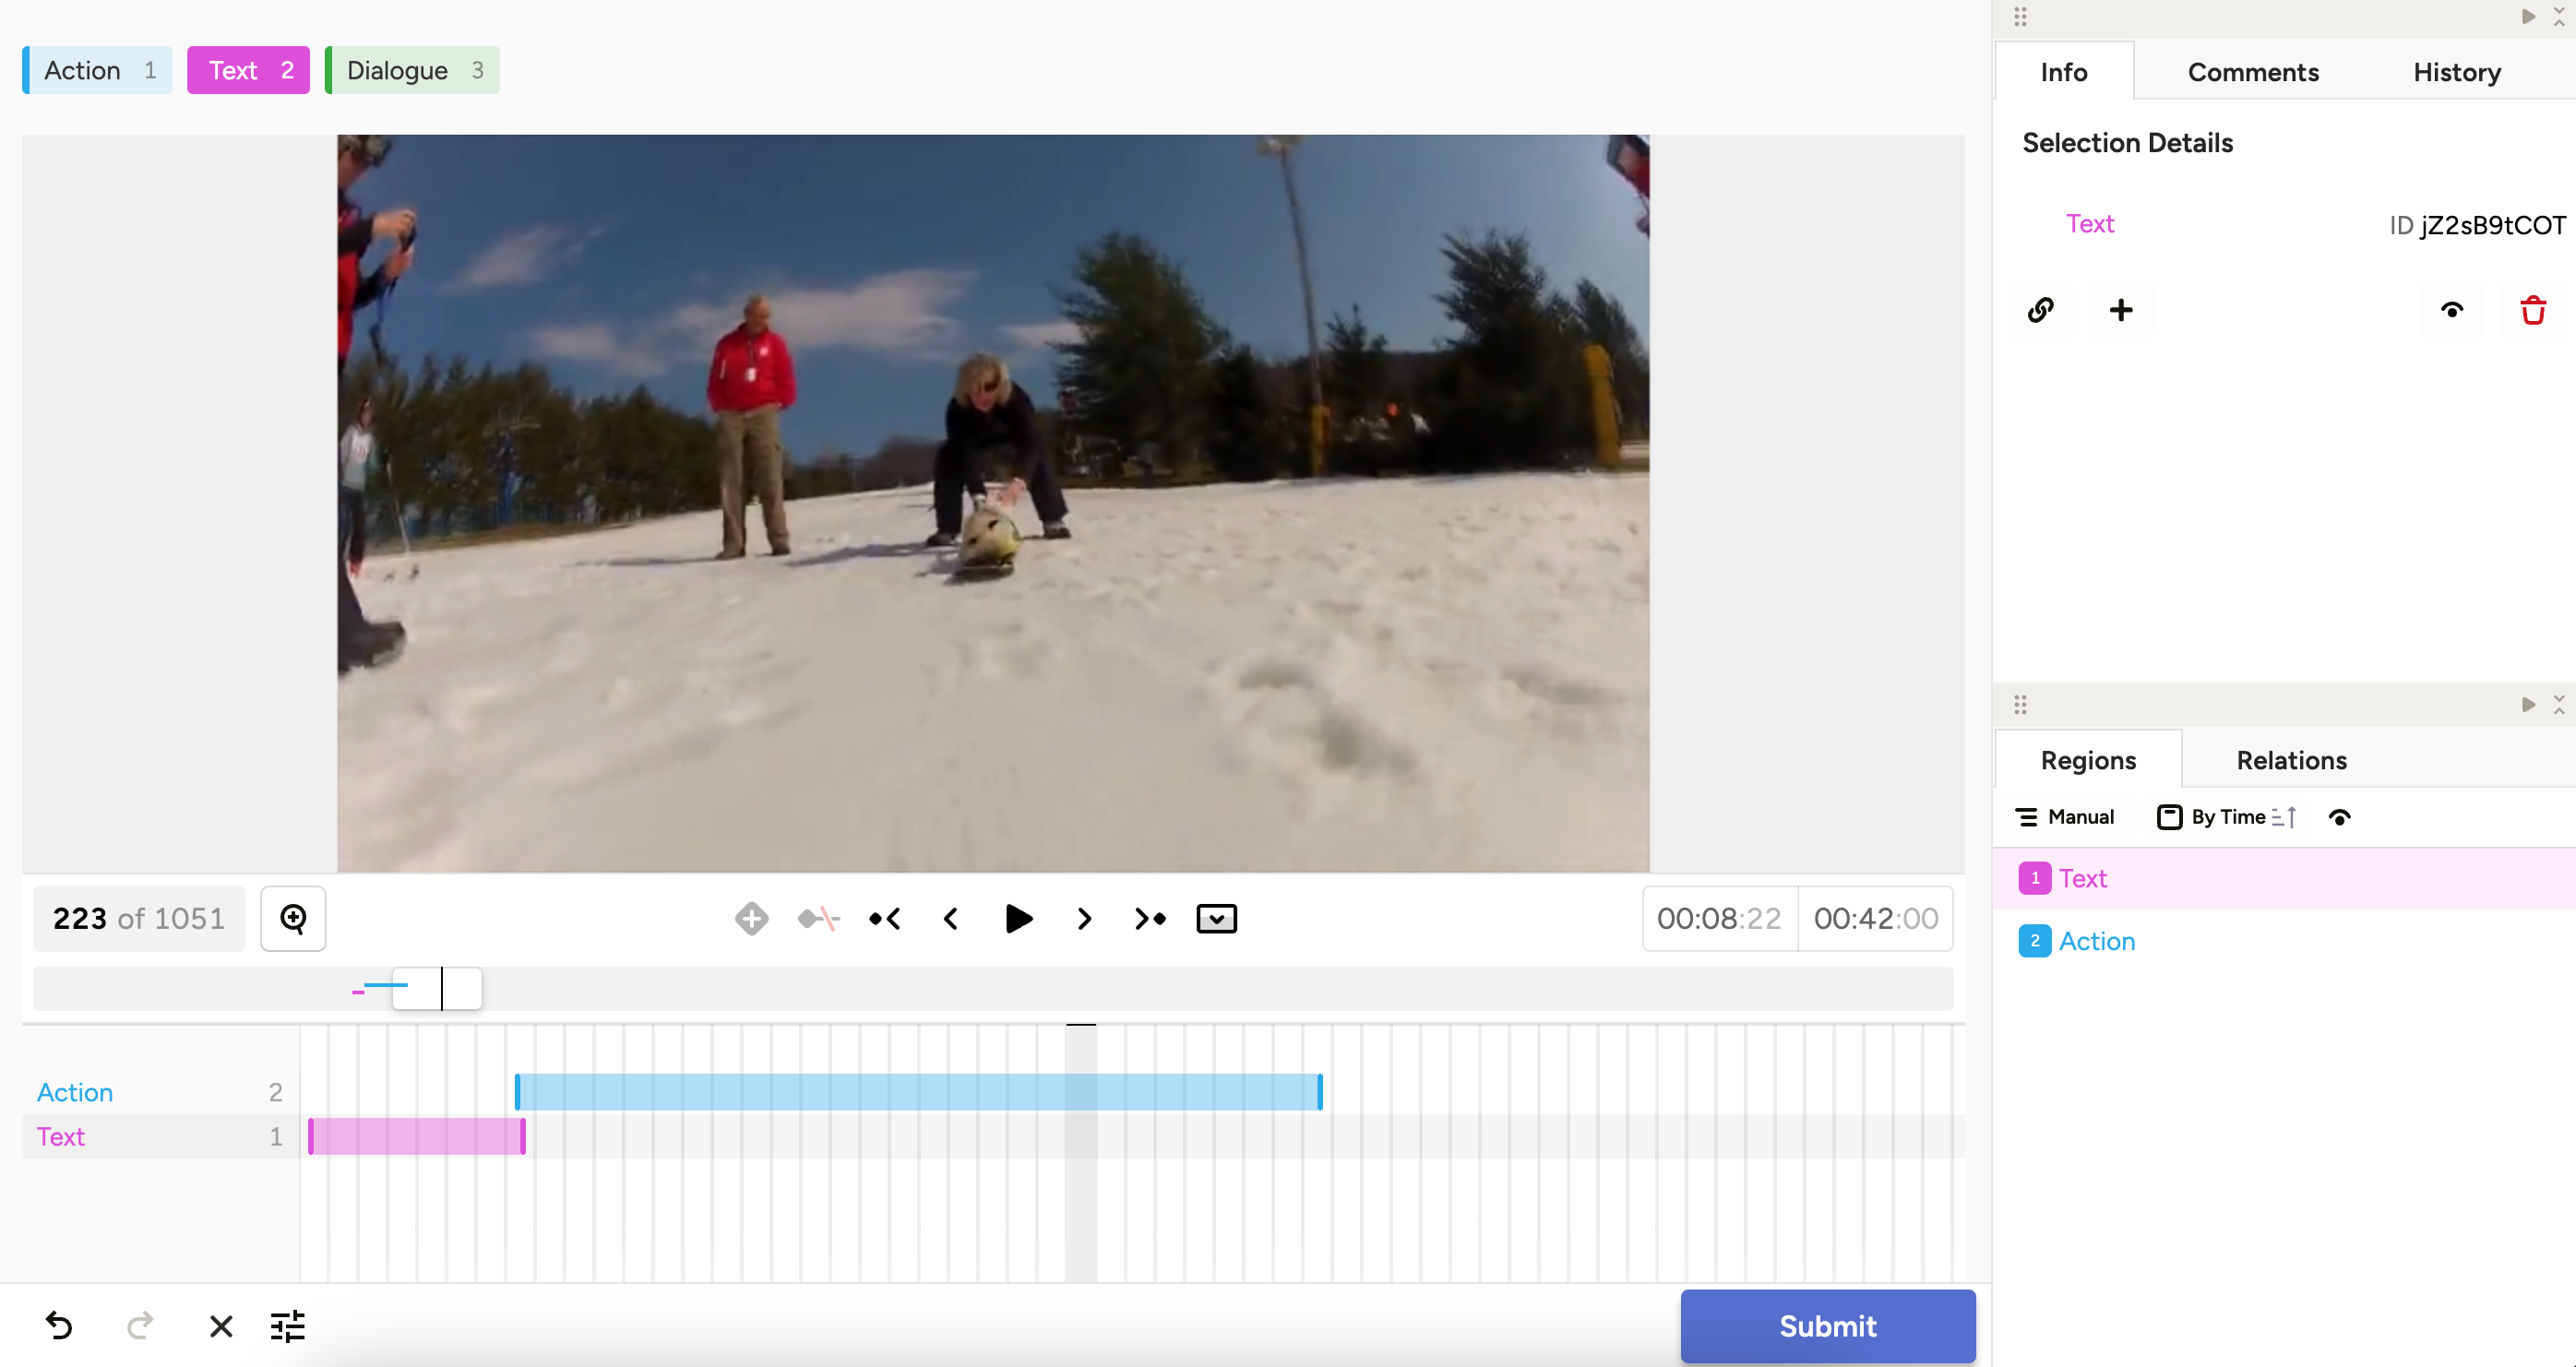 Action 1 Text 2 Dialogue 3
Info Comments History
Selection Details
Text ID jZ2sB9tCOT
223 of 1051 00:08:22 00:42:00
Regions Relations
Manual By Time
1 Text
2 Action
Action 2
Text 1
Submit